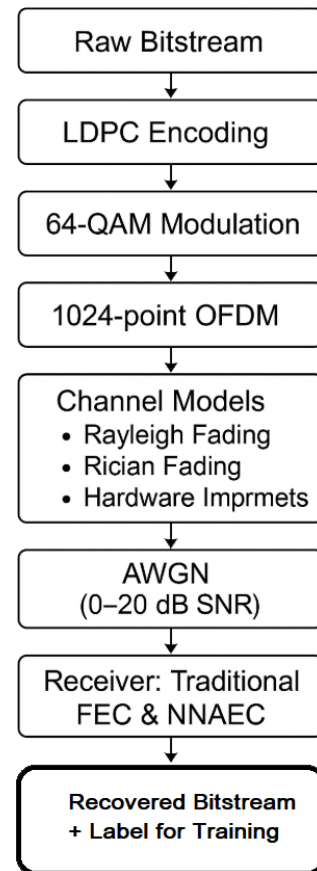 Raw Bitstream
LDPC Encoding
64-QAM Modulation
1024-point OFDM
Channel Models
• Rayleigh Fading
• Rician Fading
• Hardware Imprmets
AWGN
(0–20 dB SNR)
Receiver: Traditional
FEC & NNAEC
Recovered Bitstream
+ Label for Training